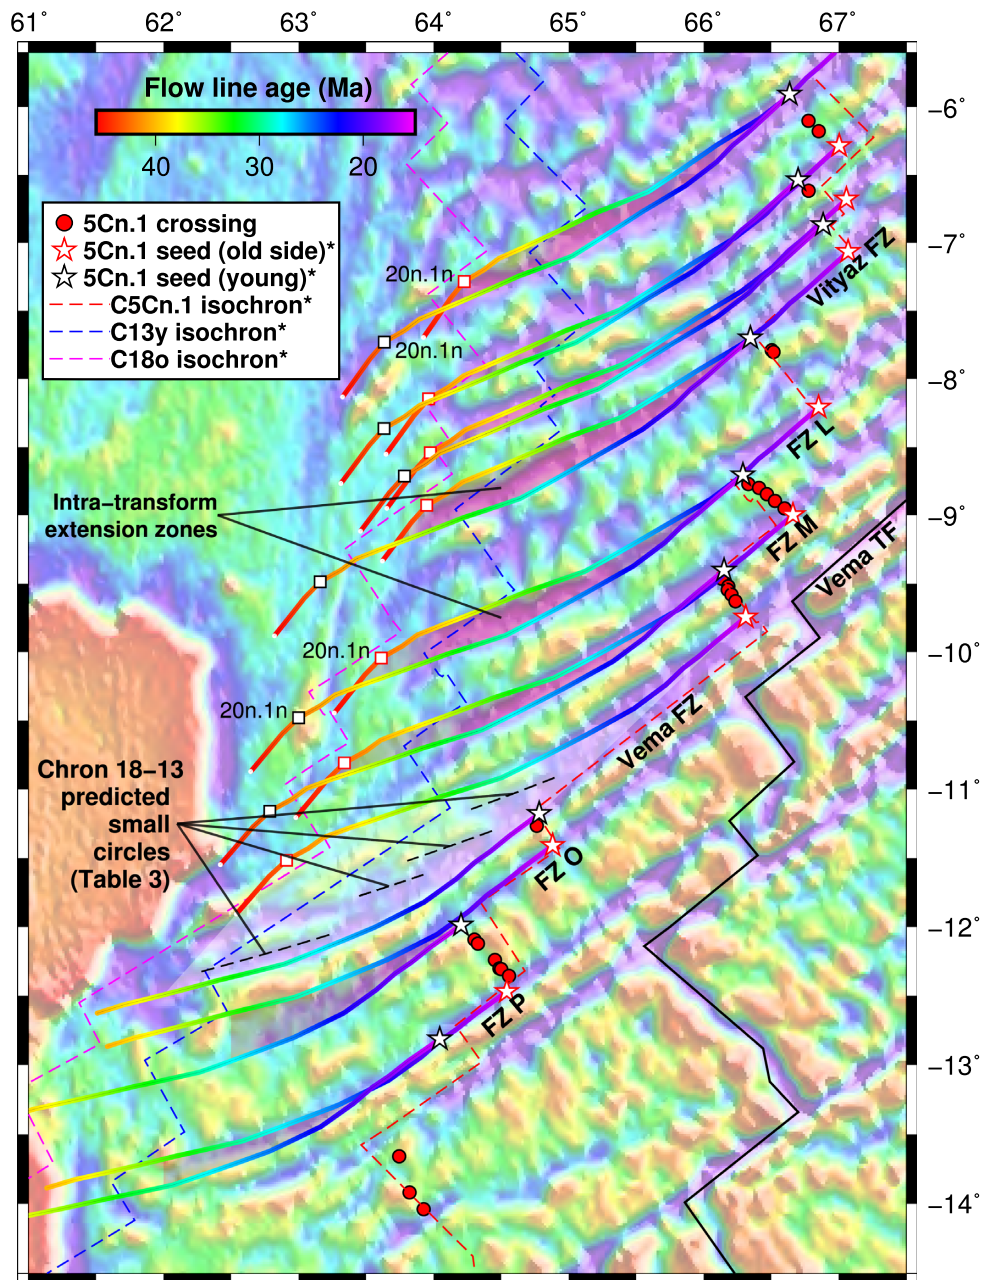 61° 62° 63° 64° 65° 66° 67°
Flow line age (Ma)
40 30 20
5Cn.1 crossing
5Cn.1 seed (old side)*
5Cn.1 seed (young)*
C5Cn.1 isochron*
C13y isochron*
C18o isochron*
−6°
−7°
−8°
−9°
−10°
−11°
−12°
−13°
−14°
20n.1n
20n.1n
Vityaz FZ
FZ L
Intra−transform
extension zones
FZ M
Vema TF
20n.1n
20n.1n
Vema FZ
Chron 18−13
predicted
small
circles
(Table 3)
FZ O
FZ P